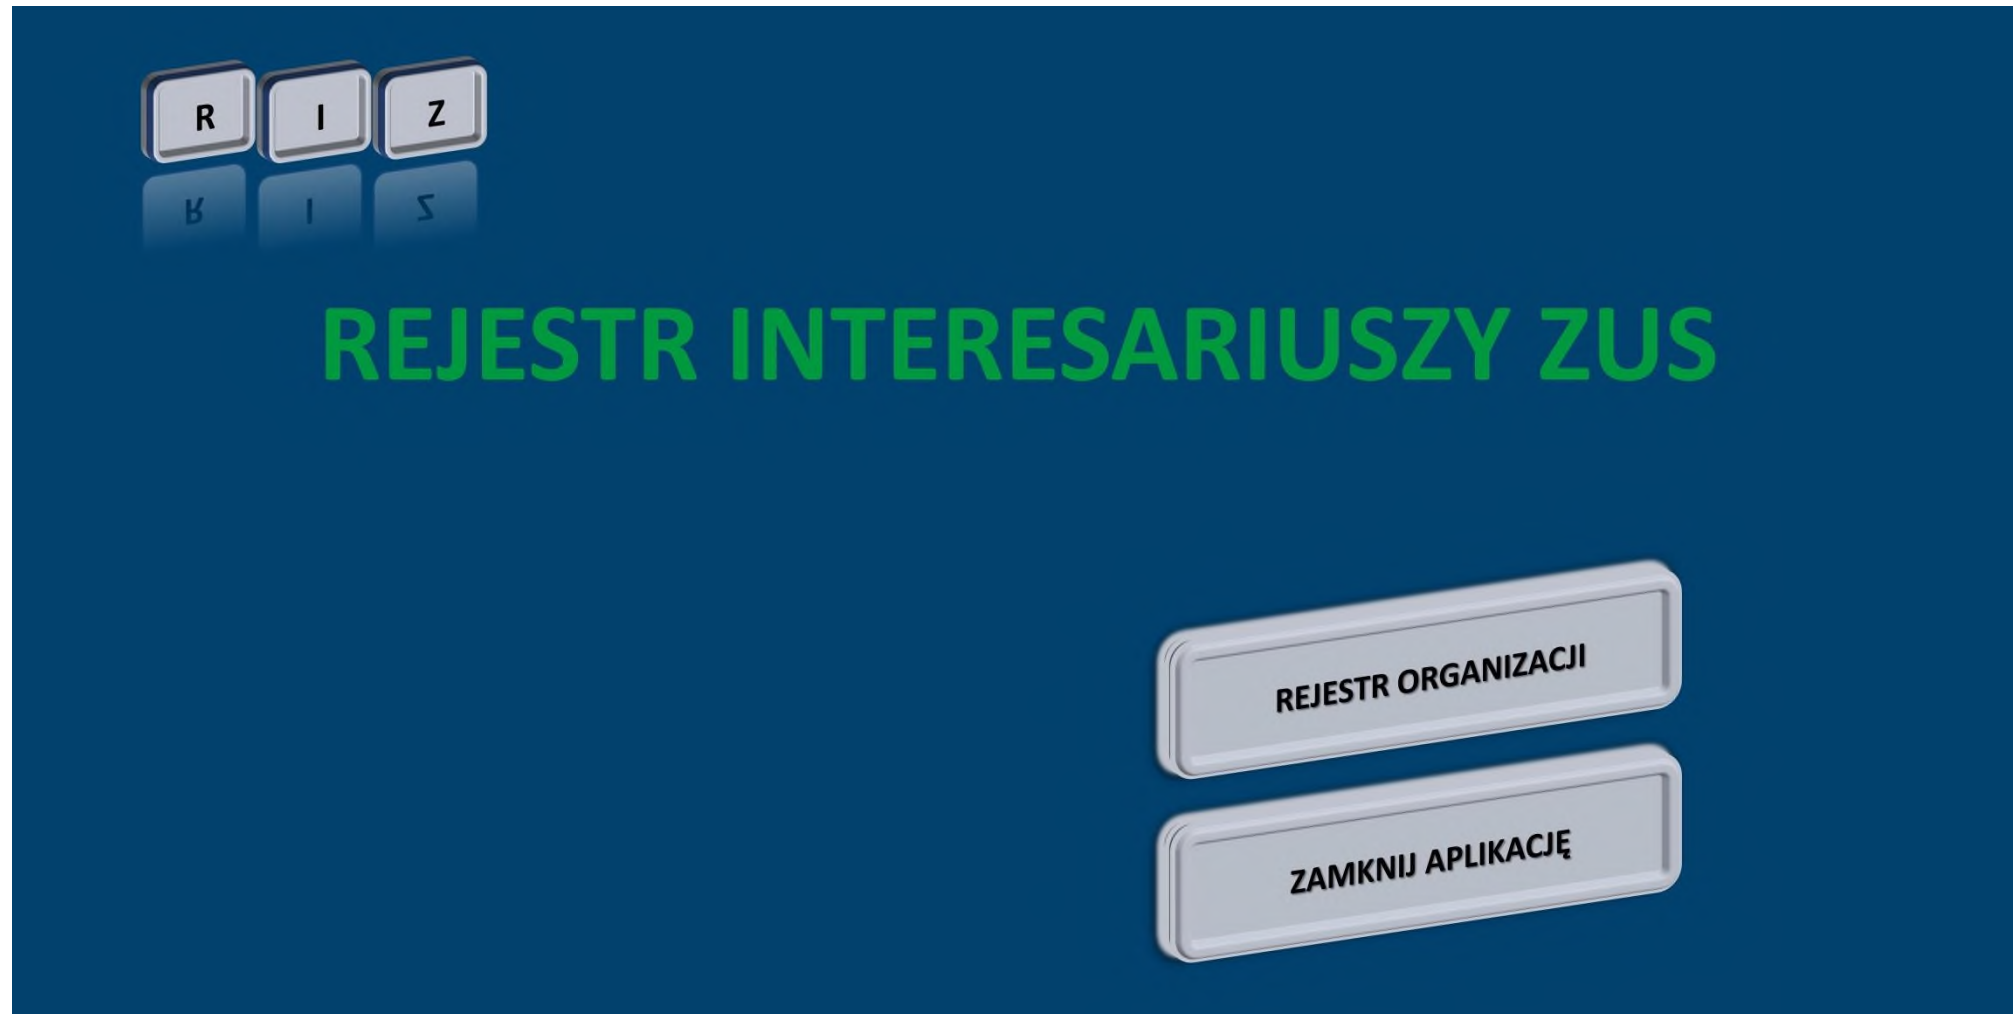 R I Z
REJESTR INTERESARIUSZY ZUS
REJESTR ORGANIZACJI
ZAMKNIJ APLIKACJĘ